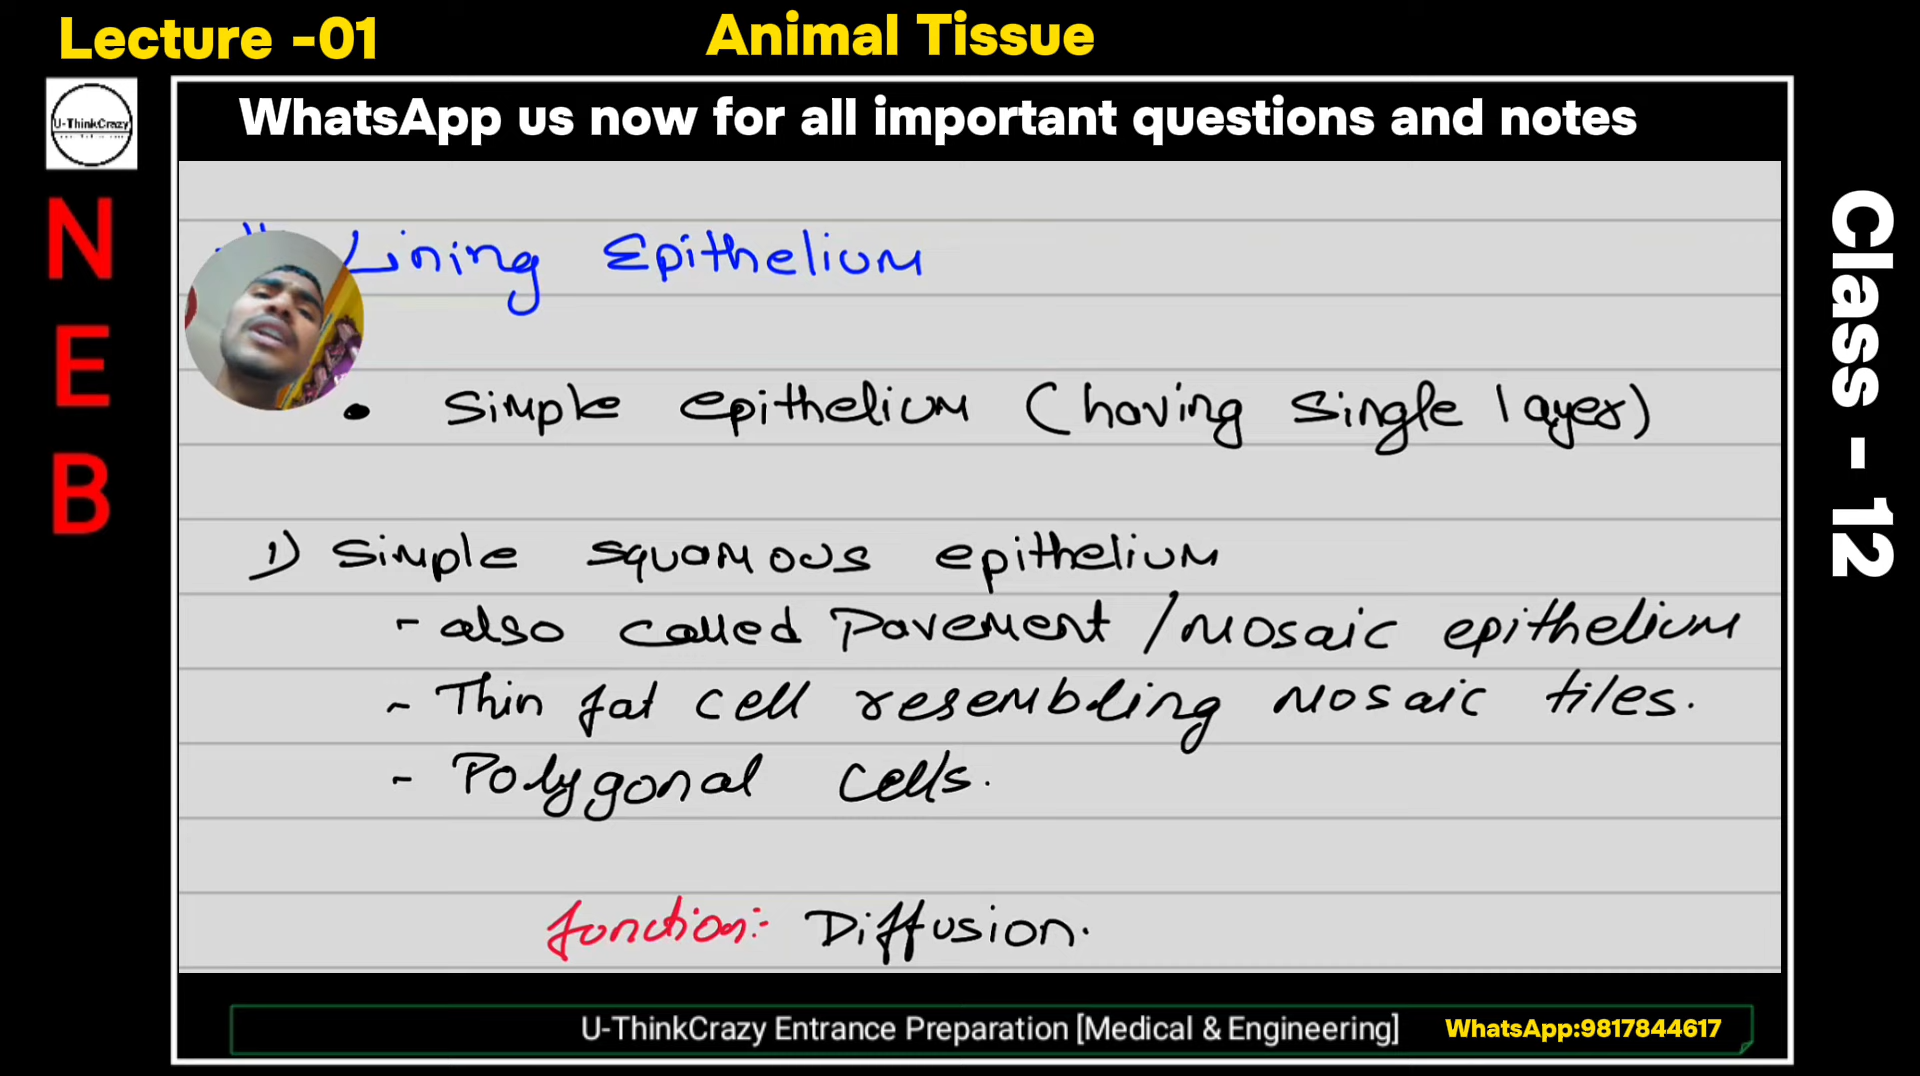 Lecture -01
Animal Tissue
U-ThinkCrazy
WhatsApp us now for all important questions and notes
NEB
Class - 12
Lining Epithelium
• Simple epithelium (having single layer)
1) Simple squamous epithelium
- also called Pavement / Mosaic epithelium
- Thin fat cell resembling Mosaic tiles.
- Polygonal cells.
function:- Diffusion.
U-ThinkCrazy Entrance Preparation [Medical & Engineering]
WhatsApp:9817844617